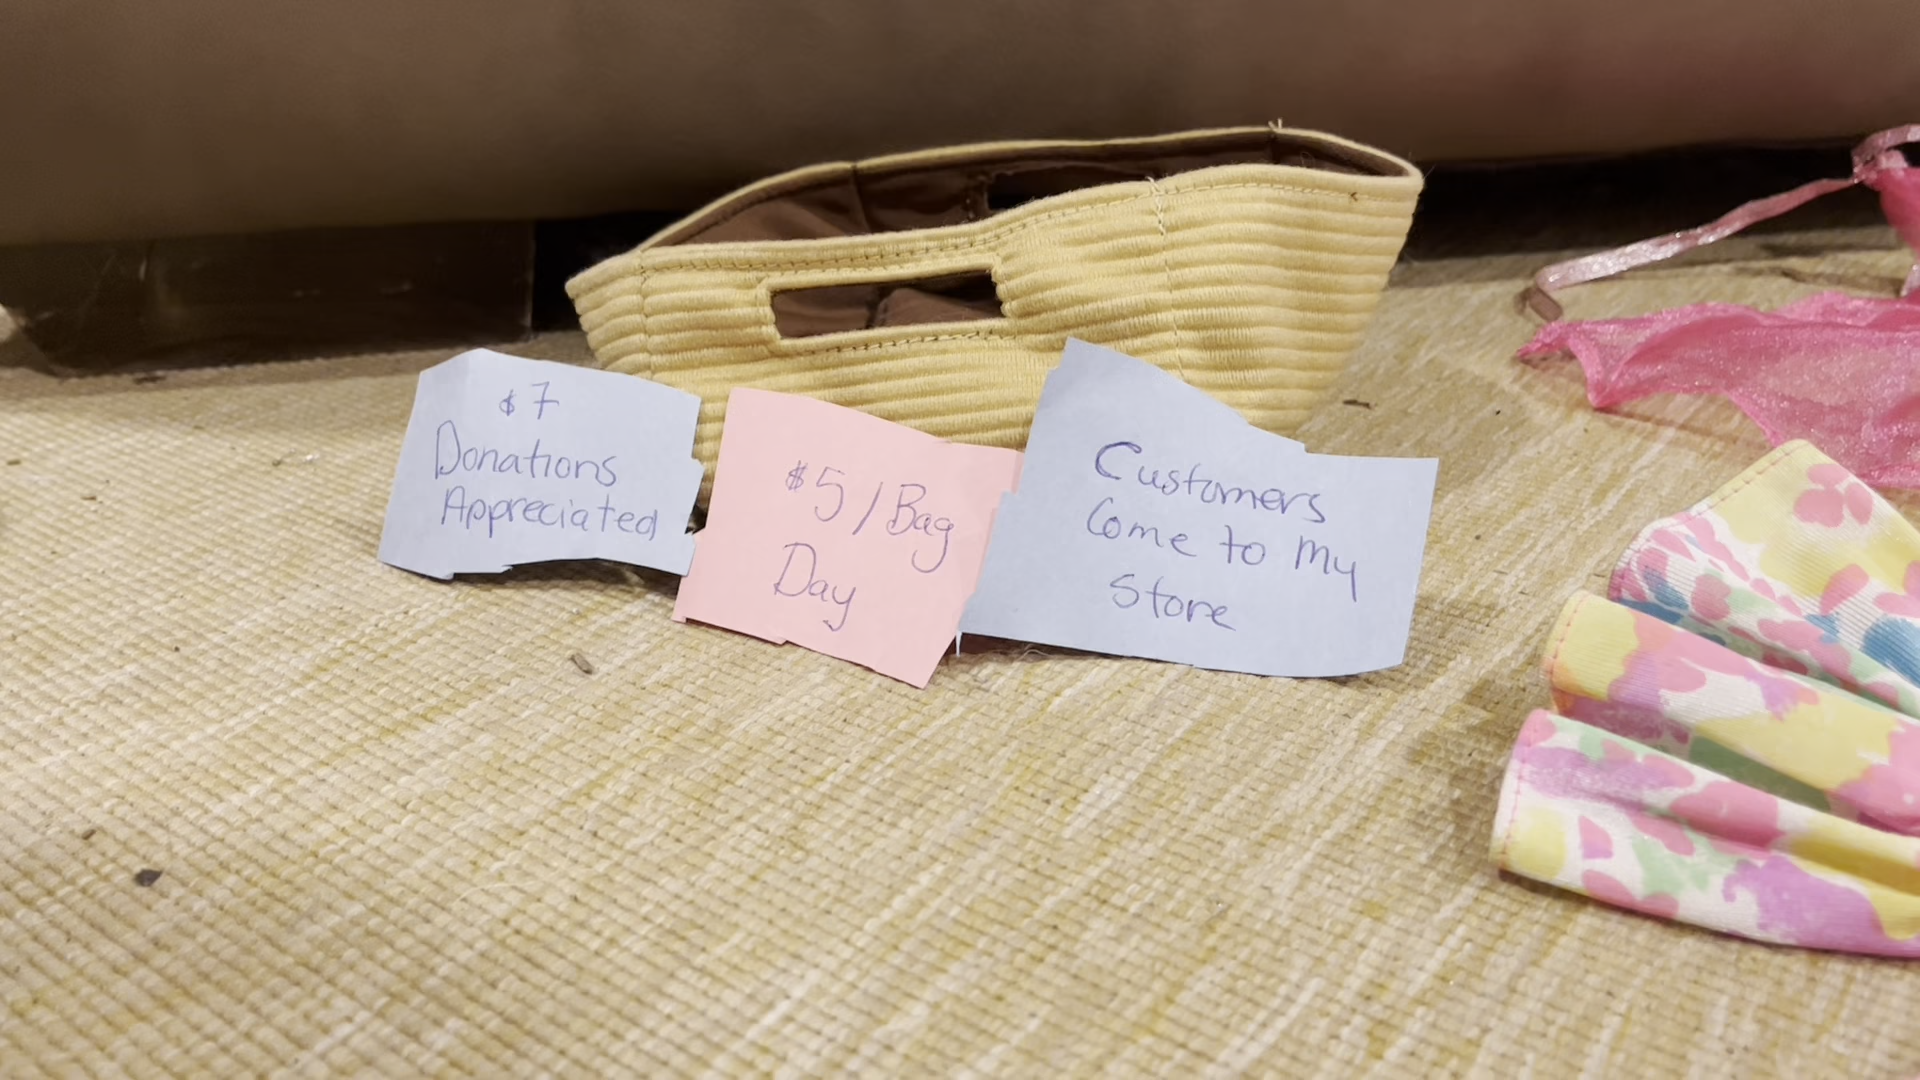 $7
Donations
Appreciated
$5/Bag
Day
Customers
Come to My
Store